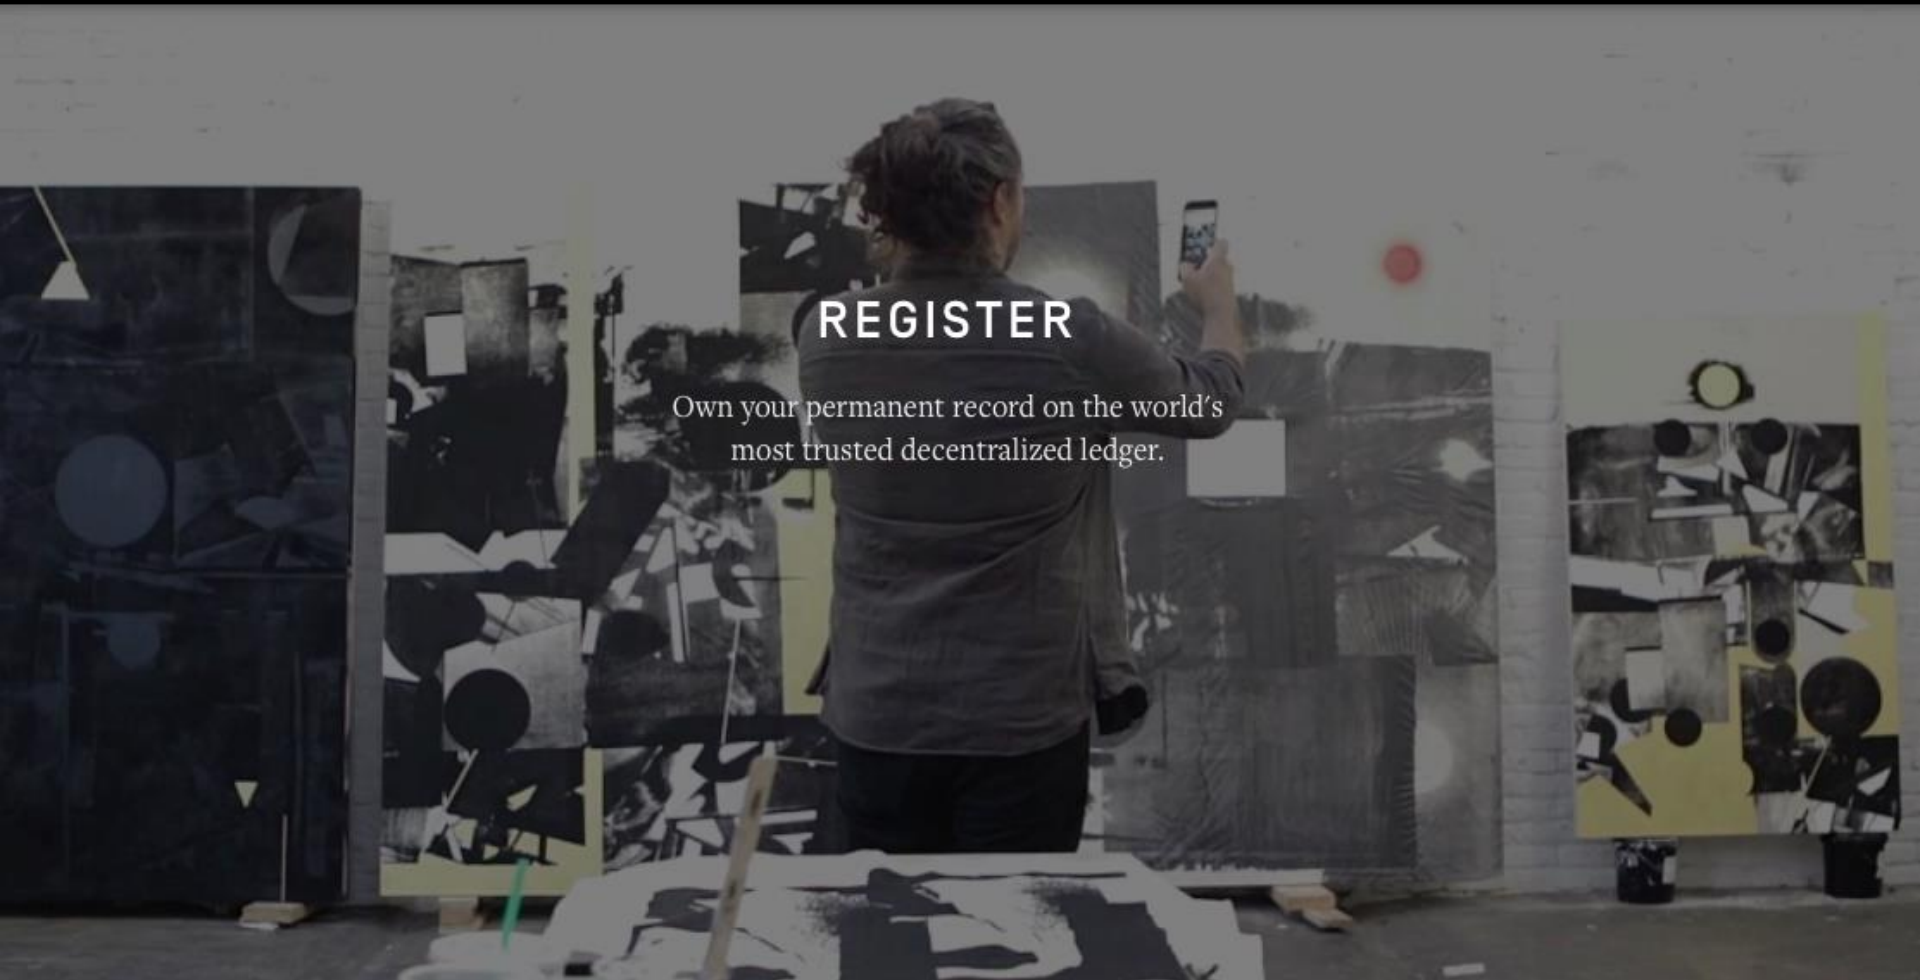 REGISTER
Own your permanent record on the world's
most trusted decentralized ledger.